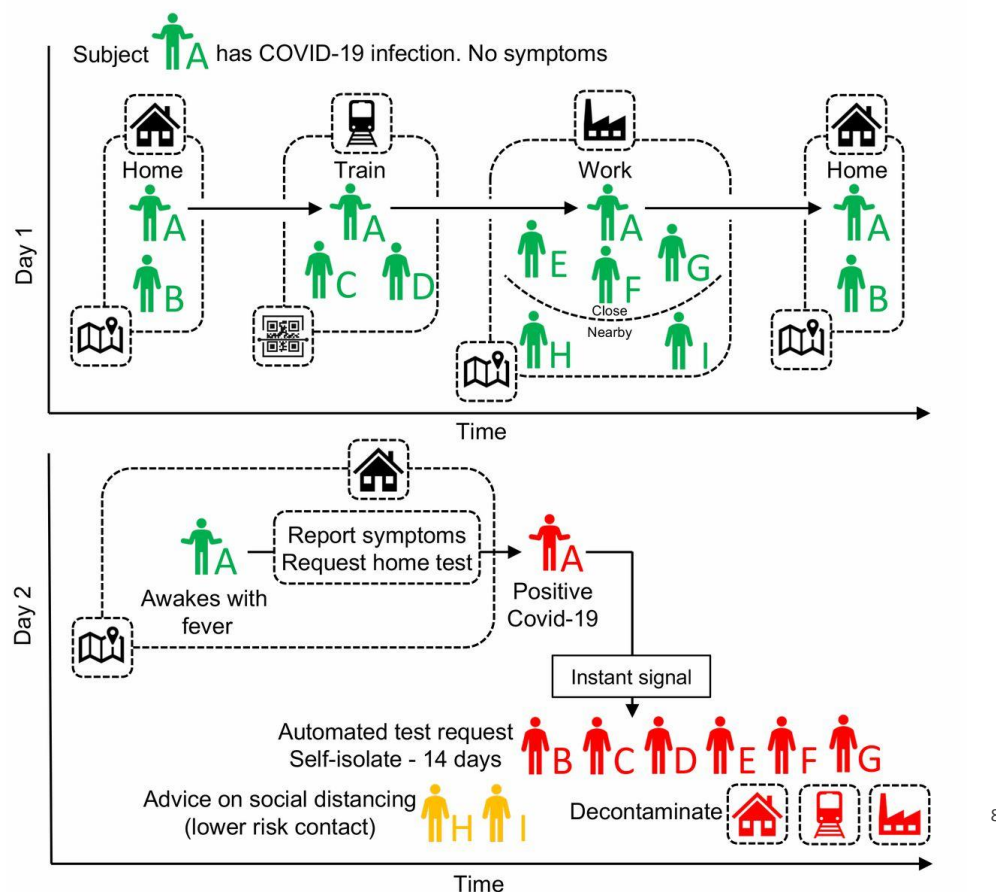 Subject A has COVID-19 infection. No symptoms
Home
Train
Work
Home
A
A
A
A
B
C
D
E
F
G
B
Close
Nearby
H
I
Day 1
Time
A
Report symptoms
Request home test
A
Awakes with
fever
Positive
Covid-19
Day 2
Instant signal
Automated test request
Self-isolate - 14 days
B C D E F G
Advice on social distancing
(lower risk contact)
H I
Decontaminate
8
Time